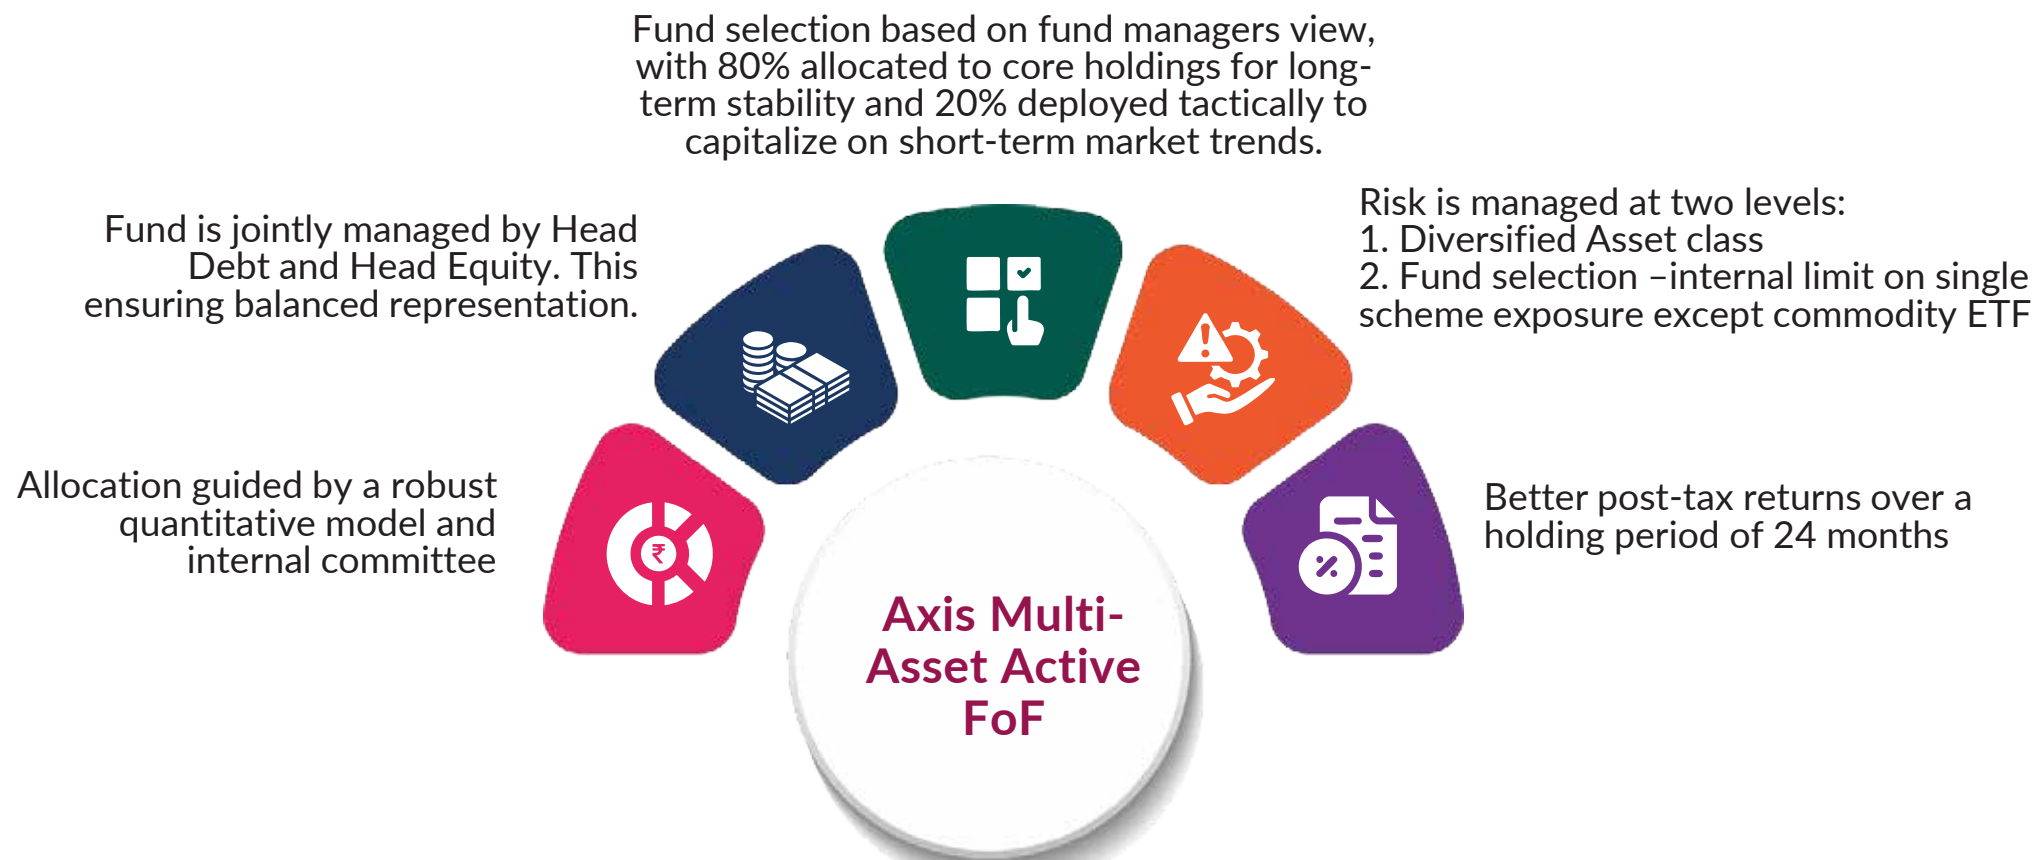 Fund selection based on fund managers view,
with 80% allocated to core holdings for long-
term stability and 20% deployed tactically to
capitalize on short-term market trends.
Fund is jointly managed by Head
Debt and Head Equity. This
ensuring balanced representation.
Risk is managed at two levels:
1. Diversified Asset class
2. Fund selection –internal limit on single
scheme exposure except commodity ETF
Allocation guided by a robust
quantitative model and
internal committee
₹
%
Better post-tax returns over a
holding period of 24 months
Axis Multi-
Asset Active
FoF